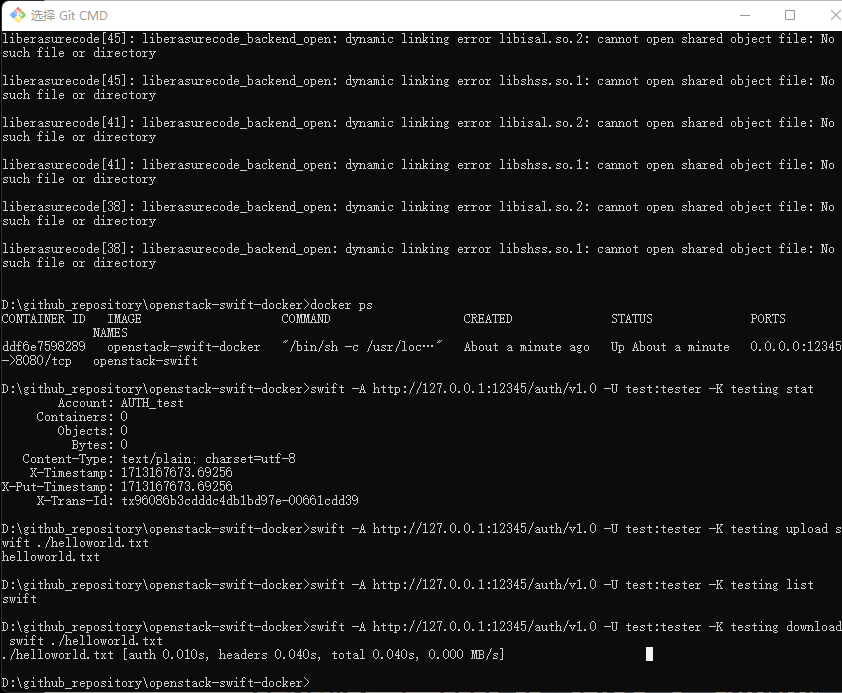 选择 Git CMD
liberasurecode[45]: liberasurecode_backend_open: dynamic linking error libisal.so.2: cannot open shared object file: No
such file or directory
liberasurecode[45]: liberasurecode_backend_open: dynamic linking error libshss.so.1: cannot open shared object file: No
such file or directory
liberasurecode[41]: liberasurecode_backend_open: dynamic linking error libisal.so.2: cannot open shared object file: No
such file or directory
liberasurecode[41]: liberasurecode_backend_open: dynamic linking error libshss.so.1: cannot open shared object file: No
such file or directory
liberasurecode[38]: liberasurecode_backend_open: dynamic linking error libisal.so.2: cannot open shared object file: No
such file or directory
liberasurecode[38]: liberasurecode_backend_open: dynamic linking error libshss.so.1: cannot open shared object file: No
such file or directory
D:\github_repository\openstack-swift-docker>docker ps
CONTAINER ID   IMAGE                    COMMAND                   CREATED              STATUS              PORTS
             NAMES
ddf6e7598289   openstack-swift-docker   "/bin/sh -c /usr/loc…"   About a minute ago   Up About a minute   0.0.0.0:12345
->8080/tcp   openstack-swift
D:\github_repository\openstack-swift-docker>swift -A http://127.0.0.1:12345/auth/v1.0 -U test:tester -K testing stat
Account: AUTH_test
Containers: 0
Objects: 0
Bytes: 0
Content-Type: text/plain; charset=utf-8
X-Timestamp: 1713167673.69256
X-Put-Timestamp: 1713167673.69256
X-Trans-Id: tx96086b3cdddc4db1bd97e-00661cdd39
D:\github_repository\openstack-swift-docker>swift -A http://127.0.0.1:12345/auth/v1.0 -U test:tester -K testing upload s
wift ./helloworld.txt
helloworld.txt
D:\github_repository\openstack-swift-docker>swift -A http://127.0.0.1:12345/auth/v1.0 -U test:tester -K testing list
swift
D:\github_repository\openstack-swift-docker>swift -A http://127.0.0.1:12345/auth/v1.0 -U test:tester -K testing download
swift ./helloworld.txt
./helloworld.txt [auth 0.010s, headers 0.040s, total 0.040s, 0.000 MB/s]
D:\github_repository\openstack-swift-docker>